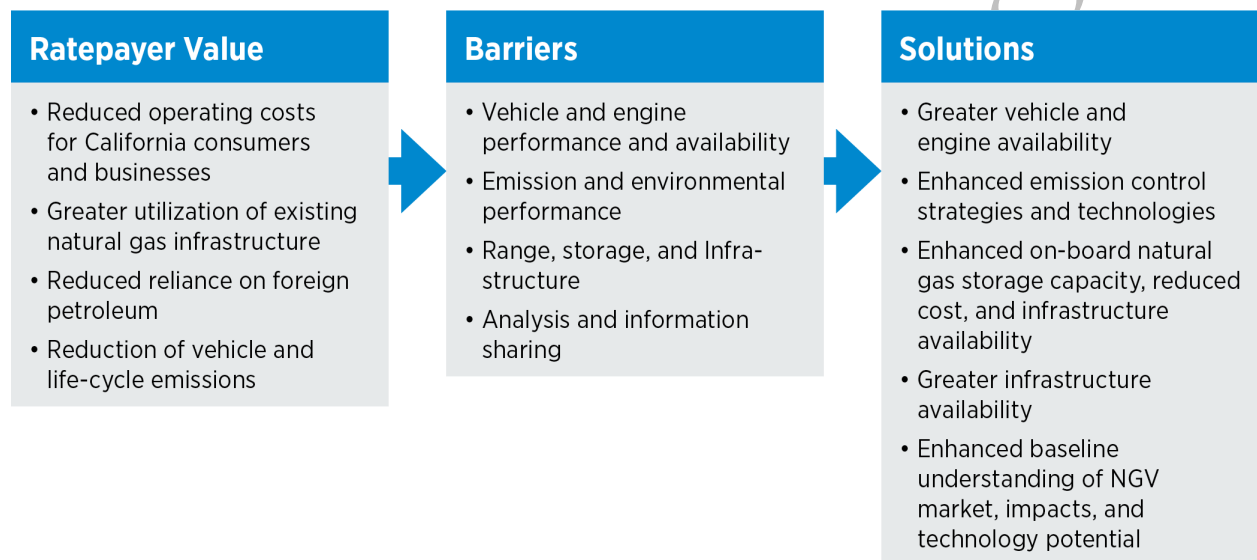 Ratepayer Value
• Reduced operating costs
for California consumers
and businesses
• Greater utilization of existing
natural gas infrastructure
• Reduced reliance on foreign
petroleum
• Reduction of vehicle and
life-cycle emissions
Barriers
• Vehicle and engine
performance and availability
• Emission and environmental
performance
• Range, storage, and Infra-
structure
• Analysis and information
sharing
Solutions
• Greater vehicle and
engine availability
• Enhanced emission control
strategies and technologies
• Enhanced on-board natural
gas storage capacity, reduced
cost, and infrastructure
availability
• Greater infrastructure
availability
• Enhanced baseline
understanding of NGV
market, impacts, and
technology potential